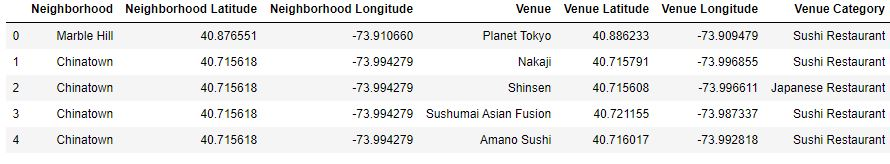 Neighborhood Neighborhood Latitude Neighborhood Longitude Venue Venue Latitude Venue Longitude Venue Category
0 Marble Hill 40.876551 -73.910660 Planet Tokyo 40.886233 -73.909479 Sushi Restaurant
1 Chinatown 40.715618 -73.994279 Nakaji 40.715791 -73.996855 Sushi Restaurant
2 Chinatown 40.715618 -73.994279 Shinsen 40.715608 -73.996611 Japanese Restaurant
3 Chinatown 40.715618 -73.994279 Sushumai Asian Fusion 40.721155 -73.987337 Sushi Restaurant
4 Chinatown 40.715618 -73.994279 Amano Sushi 40.716017 -73.992818 Sushi Restaurant